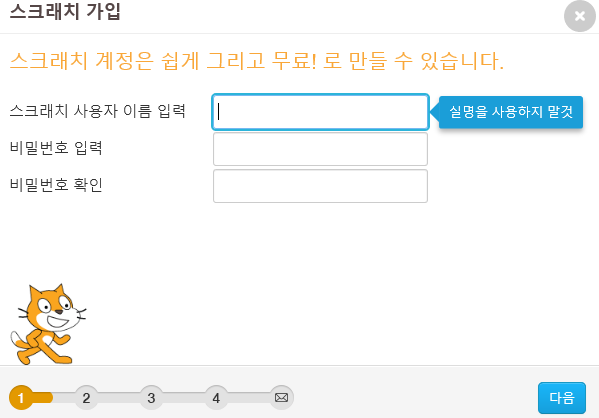 스크래치 가입
스크래치 계정은 쉽게 그리고 무료! 로 만들 수 있습니다.
스크래치 사용자 이름 입력
실명을 사용하지 말것
비밀번호 입력
비밀번호 확인
1 2 3 4
다음